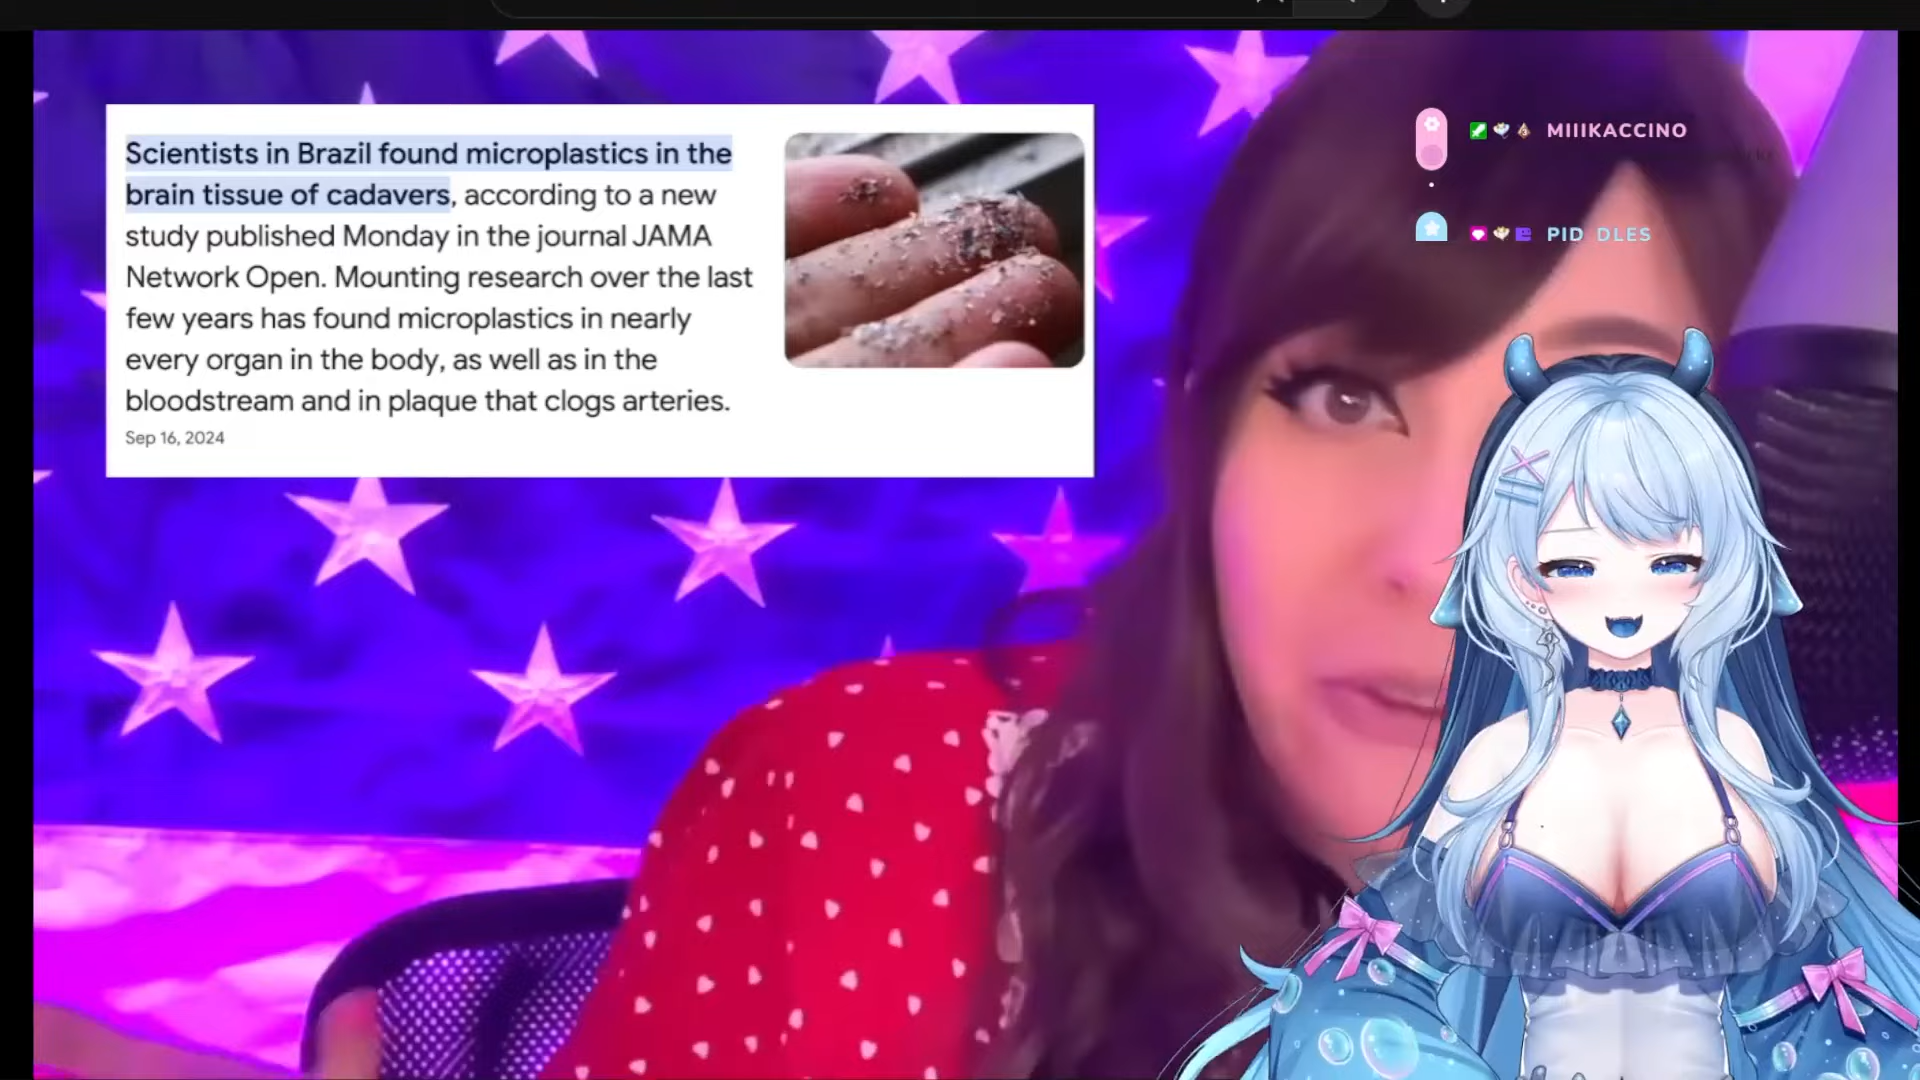 Scientists in Brazil found microplastics in the
brain tissue of cadavers, according to a new
study published Monday in the journal JAMA
Network Open. Mounting research over the last
few years has found microplastics in nearly
every organ in the body, as well as in the
bloodstream and in plaque that clogs arteries.
Sep 16, 2024
MIIIKACCINO
PID DLES